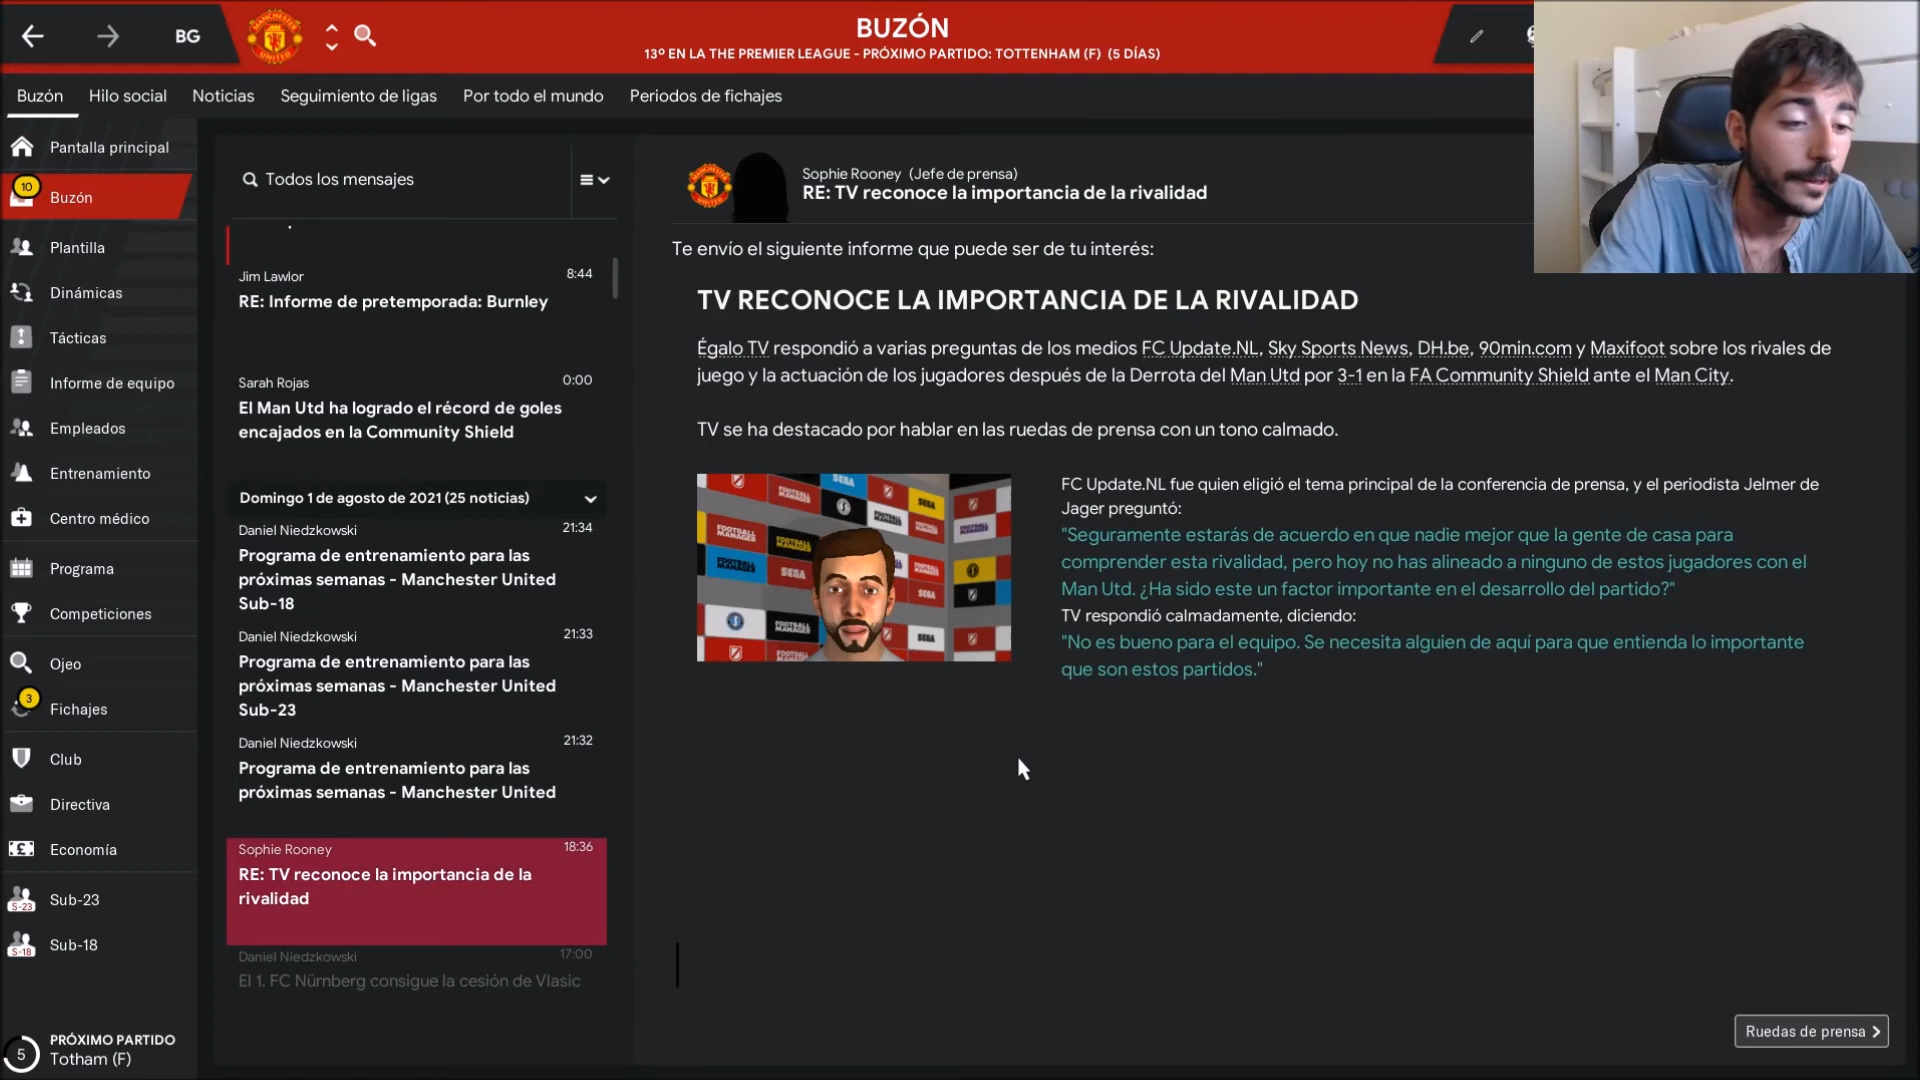 BG
BUZÓN
13º EN LA THE PREMIER LEAGUE - PRÓXIMO PARTIDO: TOTTENHAM (F) (5 DÍAS)
Buzón
Hilo social
Noticias
Seguimiento de ligas
Por todo el mundo
Periodos de fichajes
Pantalla principal
10
Buzón
Plantilla
Dinámicas
Tácticas
Informe de equipo
Empleados
Entrenamiento
Centro médico
Programa
Competiciones
Ojeo
3
Fichajes
Club
Directiva
Economía
S-23
Sub-23
S-18
Sub-18
5
PRÓXIMO PARTIDO
Totham (F)
Todos los mensajes
Jim Lawlor
8:44
RE: Informe de pretemporada: Burnley
Sarah Rojas
0:00
El Man Utd ha logrado el récord de goles
encajados en la Community Shield
Domingo 1 de agosto de 2021 (25 noticias)
Daniel Niedzkowski
21:34
Programa de entrenamiento para las
próximas semanas - Manchester United
Sub-18
Daniel Niedzkowski
21:33
Programa de entrenamiento para las
próximas semanas - Manchester United
Sub-23
Daniel Niedzkowski
21:32
Programa de entrenamiento para las
próximas semanas - Manchester United
Sophie Rooney
18:36
RE: TV reconoce la importancia de la
rivalidad
Daniel Niedzkowski
17:00
El 1. FC Nürnberg consigue la cesión de Vlasic
Sophie Rooney (Jefe de prensa)
RE: TV reconoce la importancia de la rivalidad
Te envío el siguiente informe que puede ser de tu interés:
TV RECONOCE LA IMPORTANCIA DE LA RIVALIDAD
Égalo TV respondió a varias preguntas de los medios FC Update.NL, Sky Sports News, DH.be, 90min.com y Maxifoot sobre los rivales de
juego y la actuación de los jugadores después de la Derrota del Man Utd por 3-1 en la FA Community Shield ante el Man City.
TV se ha destacado por hablar en las ruedas de prensa con un tono calmado.
FC Update.NL fue quien eligió el tema principal de la conferencia de prensa, y el periodista Jelmer de
Jager preguntó:
"Seguramente estarás de acuerdo en que nadie mejor que la gente de casa para
comprender esta rivalidad, pero hoy no has alineado a ninguno de estos jugadores con el
Man Utd. ¿Ha sido este un factor importante en el desarrollo del partido?"
TV respondió calmadamente, diciendo:
"No es bueno para el equipo. Se necesita alguien de aquí para que entienda lo importante
que son estos partidos."
Ruedas de prensa